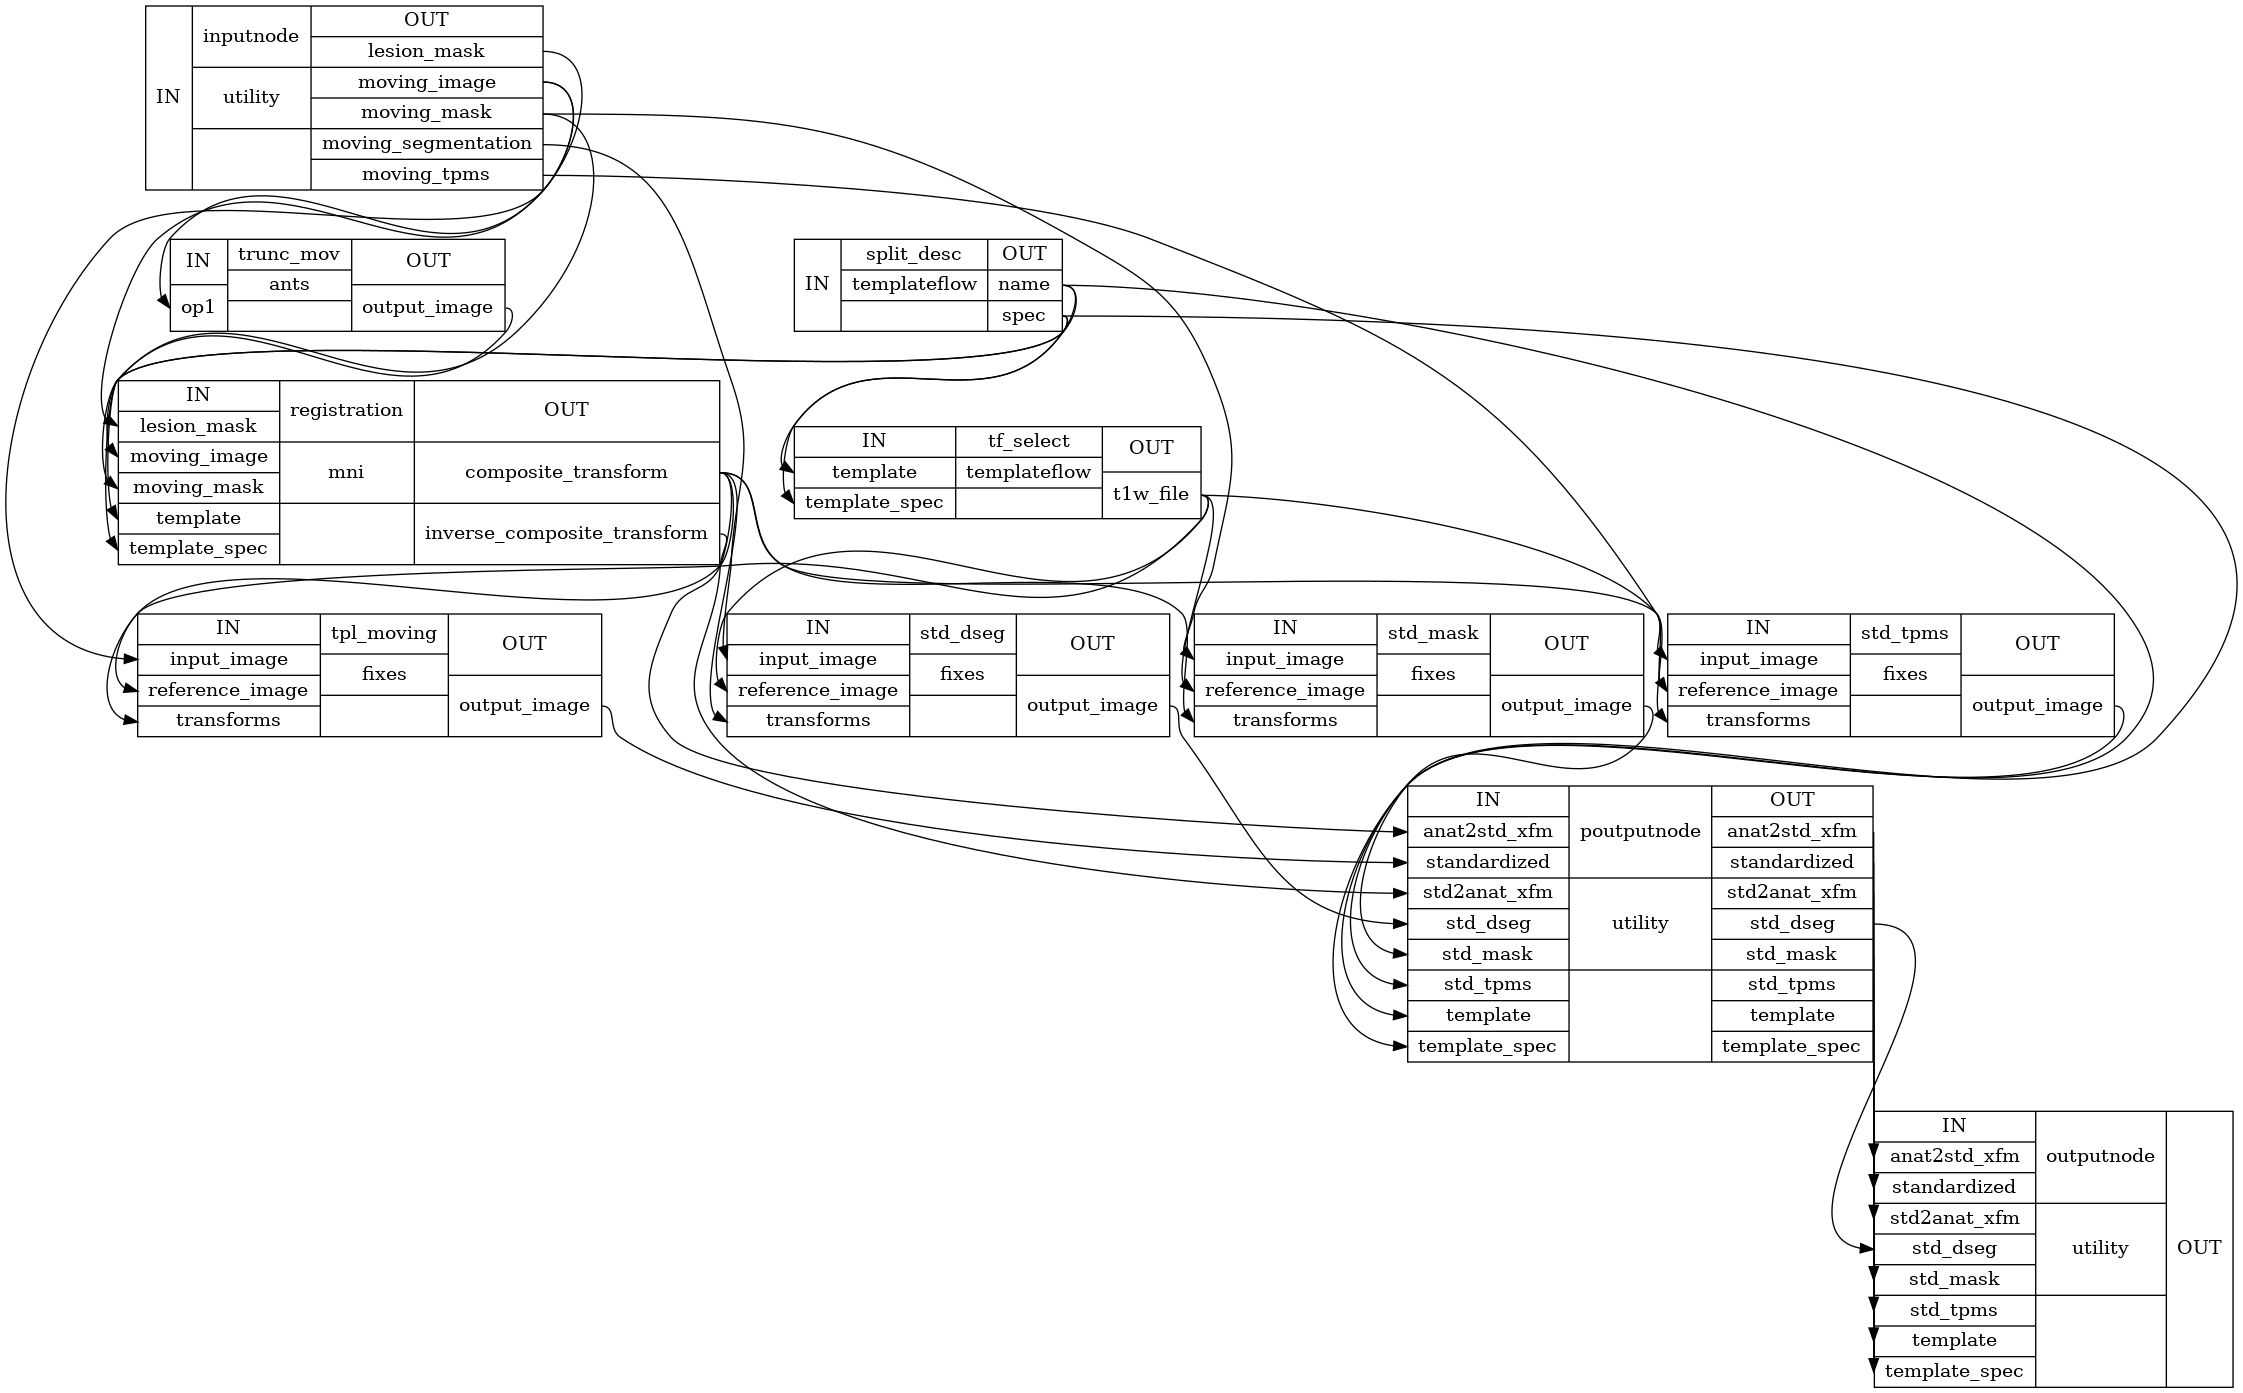 IN
inputnode
utility
OUT
lesion_mask
moving_image
moving_mask
moving_segmentation
moving_tpms
IN
op1
trunc_mov
ants
OUT
output_image
IN
split_desc
templateflow
OUT
name
spec
IN
lesion_mask
moving_image
moving_mask
template
template_spec
registration
mni
OUT
composite_transform
inverse_composite_transform
IN
template
template_spec
tf_select
templateflow
OUT
t1w_file
IN
input_image
reference_image
transforms
tpl_moving
fixes
OUT
output_image
IN
input_image
reference_image
transforms
std_dseg
fixes
OUT
output_image
IN
input_image
reference_image
transforms
std_mask
fixes
OUT
output_image
IN
input_image
reference_image
transforms
std_tpms
fixes
OUT
output_image
IN
anat2std_xfm
standardized
std2anat_xfm
std_dseg
std_mask
std_tpms
template
template_spec
poutputnode
utility
OUT
anat2std_xfm
standardized
std2anat_xfm
std_dseg
std_mask
std_tpms
template
template_spec
IN
anat2std_xfm
standardized
std2anat_xfm
std_dseg
std_mask
std_tpms
template
template_spec
outputnode
utility
OUT